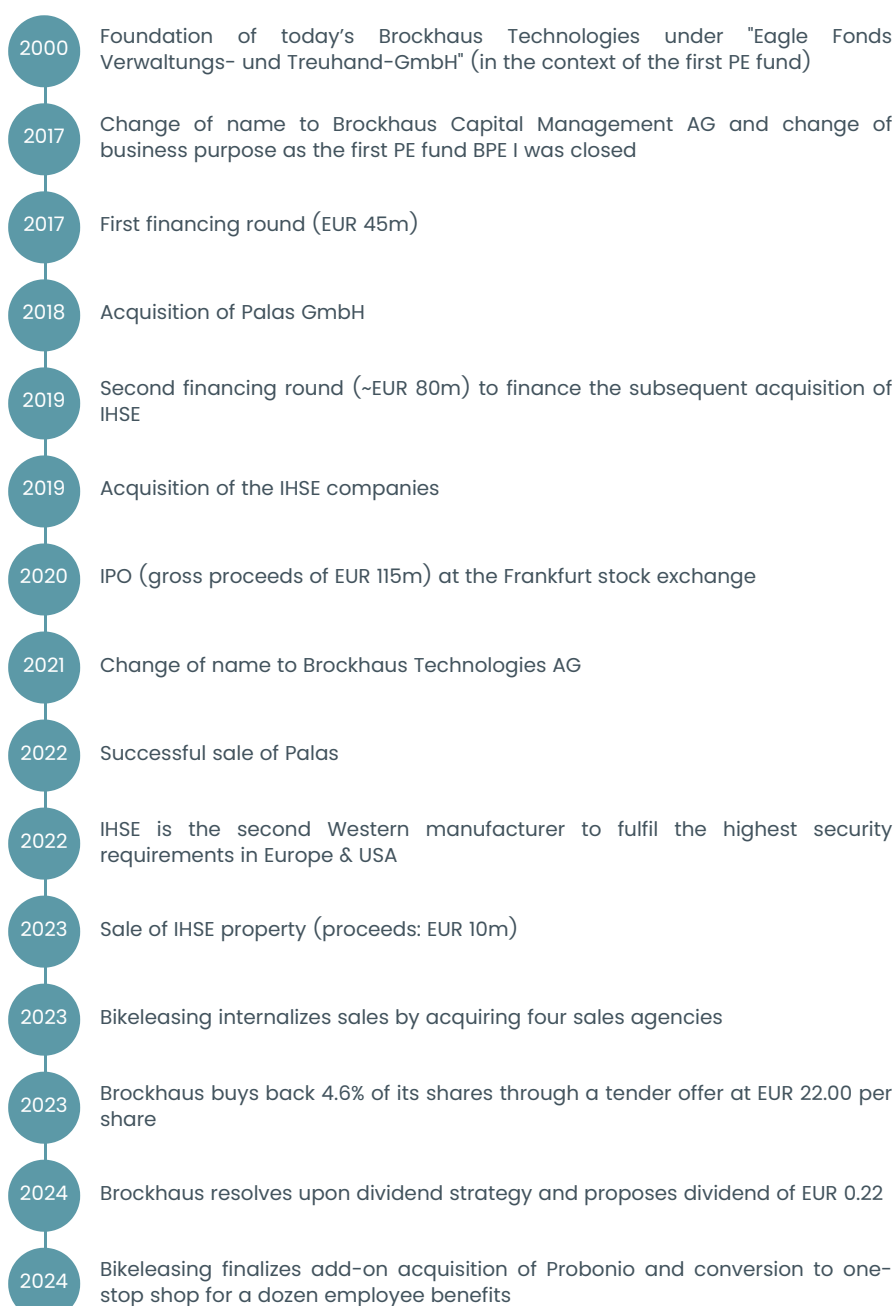 2000
Foundation of today’s Brockhaus Technologies under "Eagle Fonds
Verwaltungs- und Treuhand-GmbH" (in the context of the first PE fund)
2017
Change of name to Brockhaus Capital Management AG and change of
business purpose as the first PE fund BPE I was closed
2017
First financing round (EUR 45m)
2018
Acquisition of Palas GmbH
2019
Second financing round (~EUR 80m) to finance the subsequent acquisition of
IHSE
2019
Acquisition of the IHSE companies
2020
IPO (gross proceeds of EUR 115m) at the Frankfurt stock exchange
2021
Change of name to Brockhaus Technologies AG
2022
Successful sale of Palas
2022
IHSE is the second Western manufacturer to fulfil the highest security
requirements in Europe & USA
2023
Sale of IHSE property (proceeds: EUR 10m)
2023
Bikeleasing internalizes sales by acquiring four sales agencies
2023
Brockhaus buys back 4.6% of its shares through a tender offer at EUR 22.00 per
share
2024
Brockhaus resolves upon dividend strategy and proposes dividend of EUR 0.22
2024
Bikeleasing finalizes add-on acquisition of Probonio and conversion to one-
stop shop for a dozen employee benefits